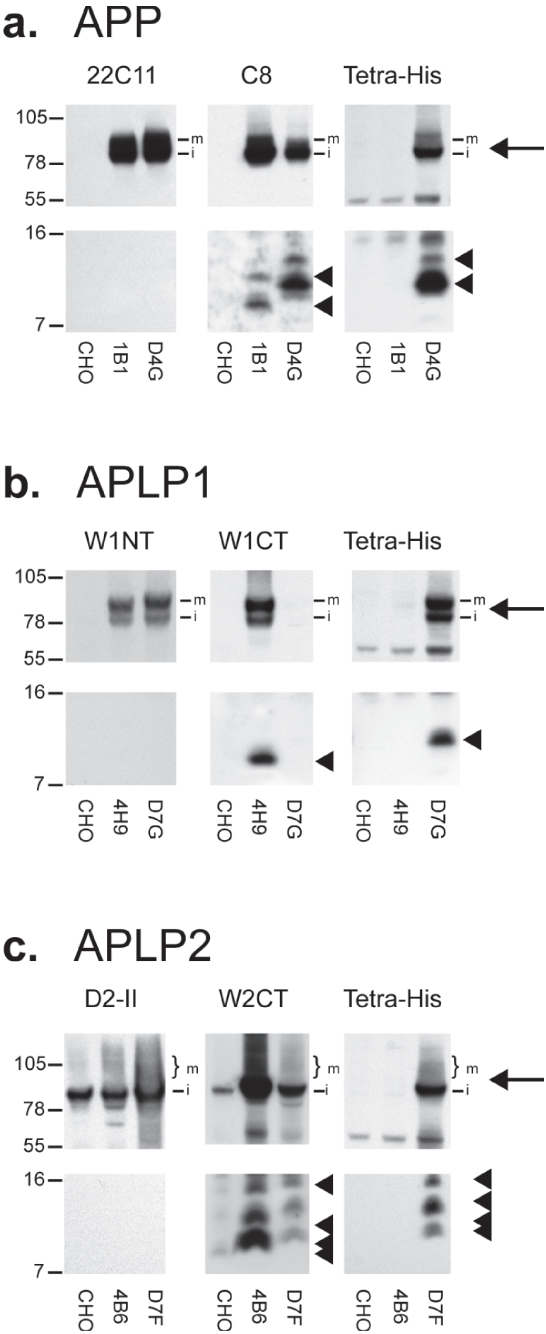 a. APP
22C11 C8 Tetra-His
105
m
78
i
55
m
i
m
i
16
7
CHO 1B1 D4G CHO 1B1 D4G CHO 1B1 D4G
b. APLP1
W1NT W1CT Tetra-His
105
m m m
78
i i i
55
16
7
CHO 4H9 D7G CHO 4H9 D7G CHO 4H9 D7G
c. APLP2
D2-II W2CT Tetra-His
105 } m } m } m
i i i
78
55
16
7
CHO 4B6 D7F CHO 4B6 D7F CHO 4B6 D7F